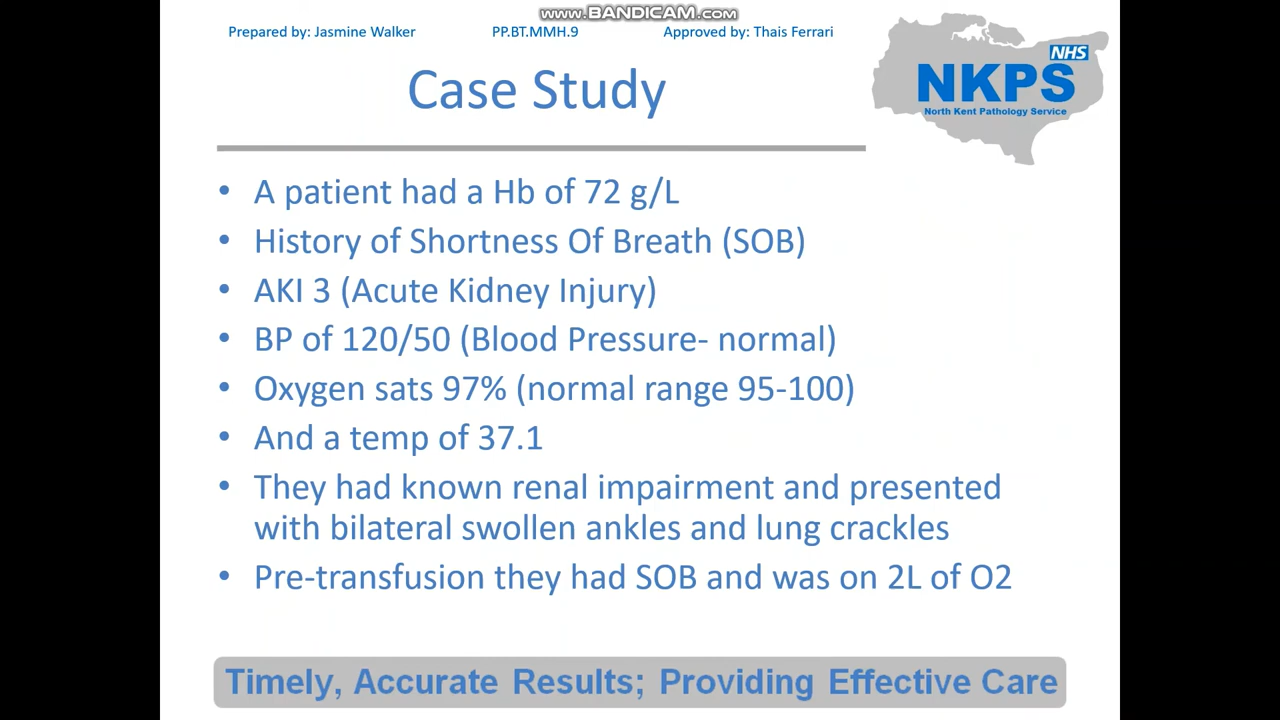 www.BANDICAM.com
Prepared by: Jasmine Walker PP.BT.MMH.9 Approved by: Thais Ferrari
NHS
NKPS
North Kent Pathology Service
Case Study
• A patient had a Hb of 72 g/L
• History of Shortness Of Breath (SOB)
• AKI 3 (Acute Kidney Injury)
• BP of 120/50 (Blood Pressure- normal)
• Oxygen sats 97% (normal range 95-100)
• And a temp of 37.1
• They had known renal impairment and presented
with bilateral swollen ankles and lung crackles
• Pre-transfusion they had SOB and was on 2L of O2
Timely, Accurate Results; Providing Effective Care